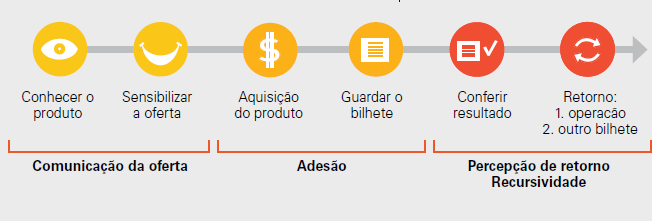 Conhecer o
produto
Sensibilizar
a oferta
Aquisição
do produto
Guardar o
bilhete
Conferir
resultado
Retorno:
1. operacão
2. outro bilhete
Comunicação da oferta
Adesão
Percepção de retorno
Recursividade